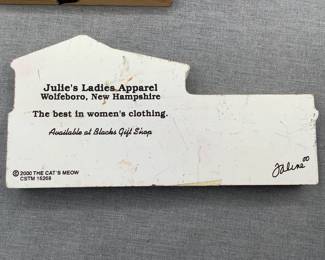 Julie's Ladies Apparel
Wolfeboro, New Hampshire
The best in women's clothing.
Available at Blacks Gift Shop
© 2000 THE CAT'S MEOW
CSTM 15268
Faline 00